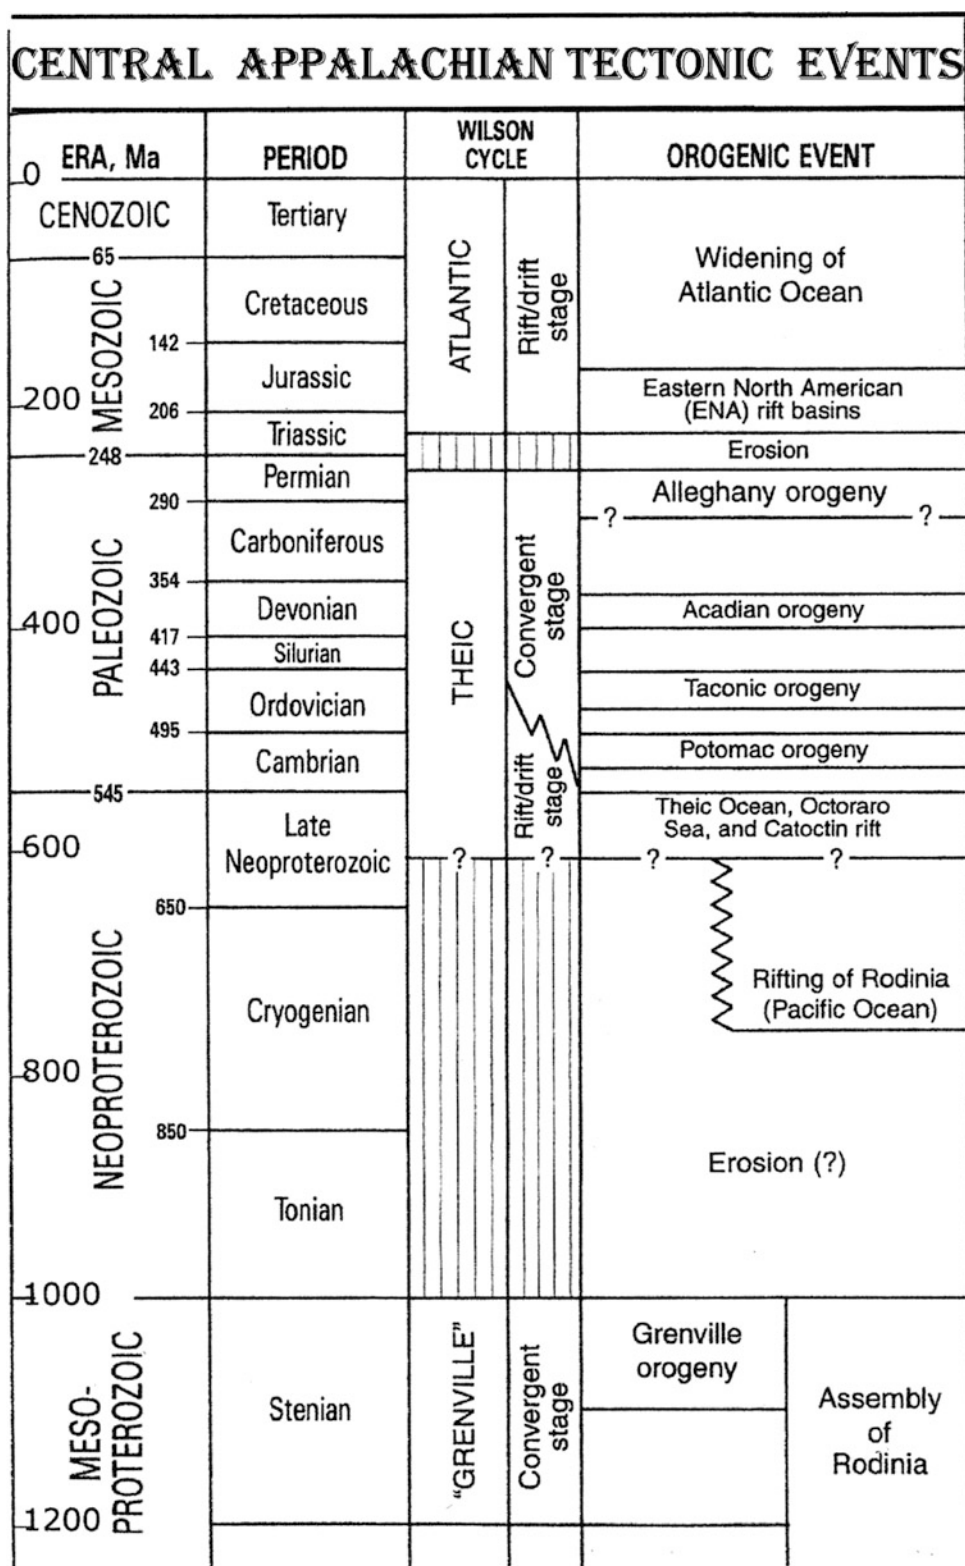 CENTRAL APPALACHIAN TECTONIC EVENTS
ERA, Ma
PERIOD
WILSON
CYCLE
OROGENIC EVENT
0
CENOZOIC
Tertiary
65
MESOZOIC
Cretaceous
142
Jurassic
200
206
Triassic
248
PALEOZOIC
Permian
290
Carboniferous
354
Devonian
400
417
Silurian
443
Ordovician
495
Cambrian
545
NEOPROTEROZOIC
Late
Neoproterozoic
600
650
Cryogenian
800
850
Tonian
1000
MESO-
PROTEROZOIC
Stenian
1200
ATLANTIC
Rift/drift
stage
THEIC
Convergent
stage
Rift/drift
stage
?
?
"GRENVILLE"
Convergent
stage
Widening of
Atlantic Ocean
Eastern North American
(ENA) rift basins
Erosion
Alleghany orogeny
?
?
Acadian orogeny
Taconic orogeny
Potomac orogeny
Theic Ocean, Octoraro
Sea, and Catoctin rift
?
?
Rifting of Rodinia
(Pacific Ocean)
Erosion (?)
Grenville
orogeny
Assembly
of
Rodinia